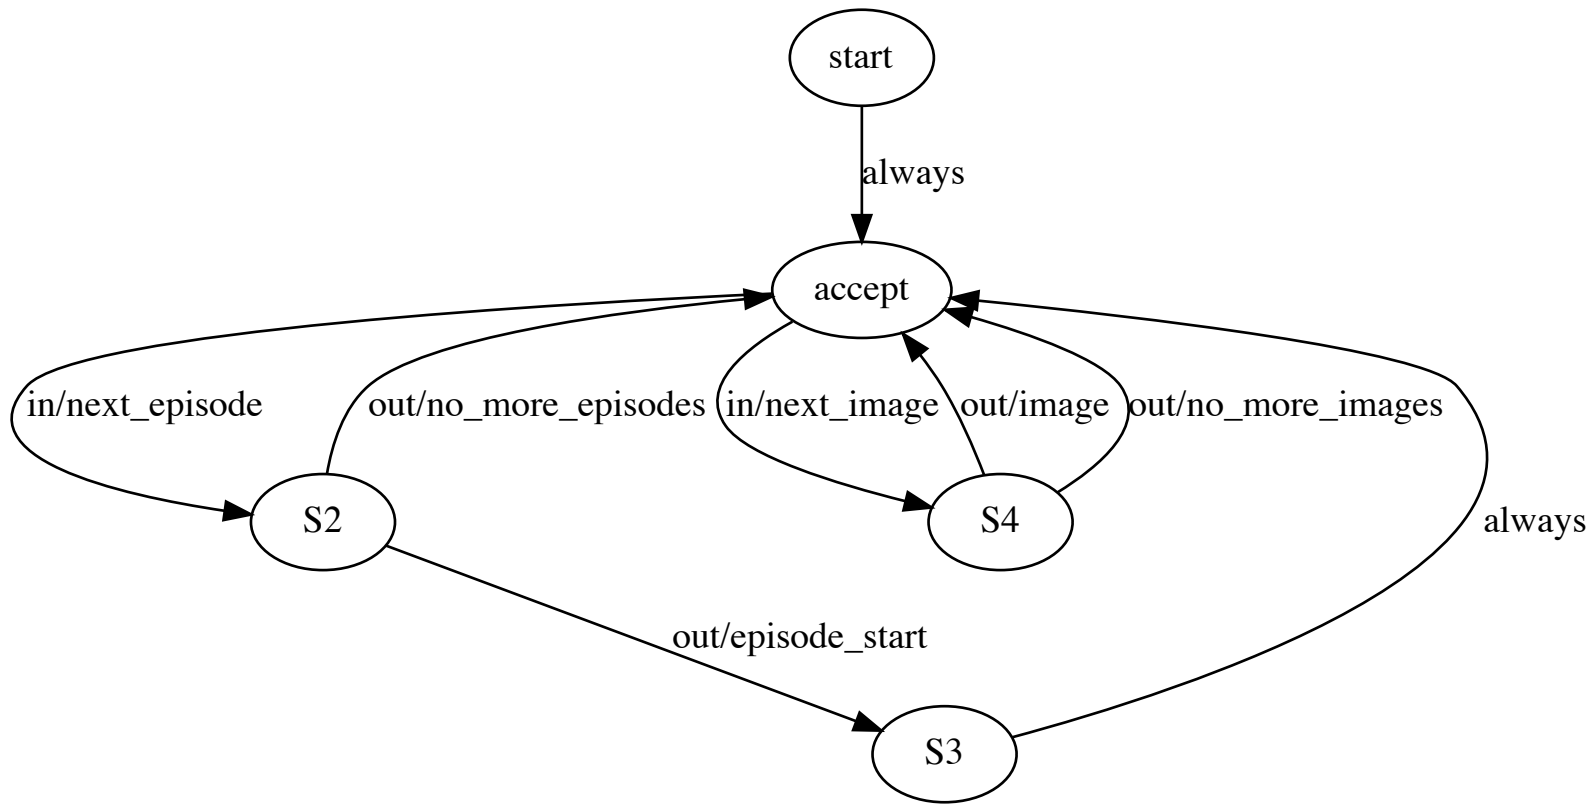 start
always
accept
in/next_episode
out/no_more_episodes
in/next_image
out/image
out/no_more_images
S2
S4
always
out/episode_start
S3